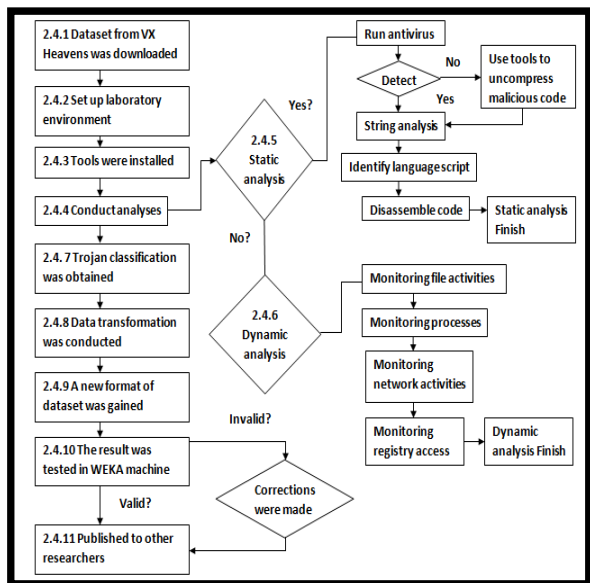 2.4.1 Dataset from VX
Heavens was downloaded
2.4.2 Set up laboratory
environment
2.4.3 Tools were installed
2.4.4 Conduct analyses
2.4. 7 Trojan classification
was obtained
2.4.8 Data transformation
was conducted
2.4.9 A new format of
dataset was gained
2.4.10 The result was
tested in WEKA machine
Valid?
2.4.11 Published to other
researchers
Invalid?
Corrections
were made
Yes?
2.4.5
Static
analysis
No?
2.4.6
Dynamic
analysis
Run antivirus
Detect
No
Yes
Use tools to
uncompress
malicious code
String analysis
Identify language script
Disassemble code
Static analysis
Finish
Monitoring file activities
Monitoring processes
Monitoring
network activities
Monitoring
registry access
Dynamic
analysis Finish